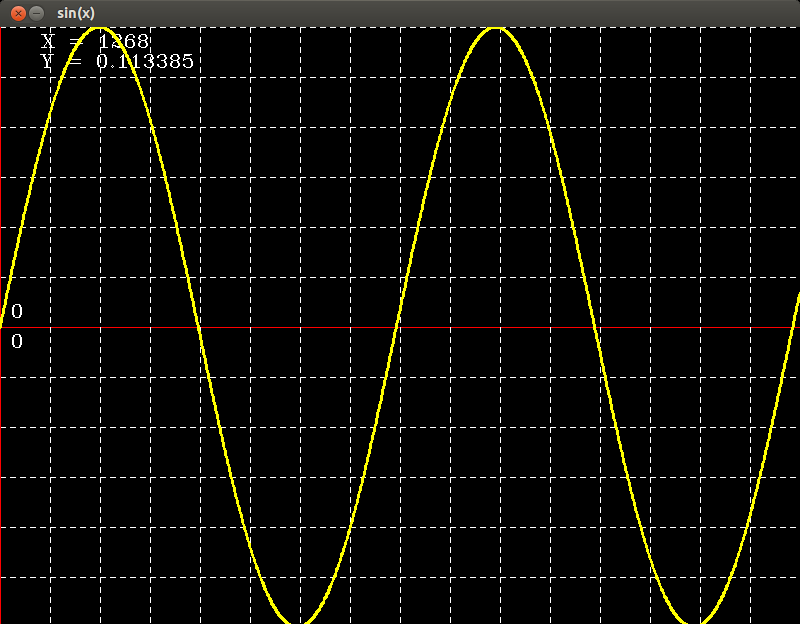 sin(x)
X = 1268
Y = 0.113385
0
0